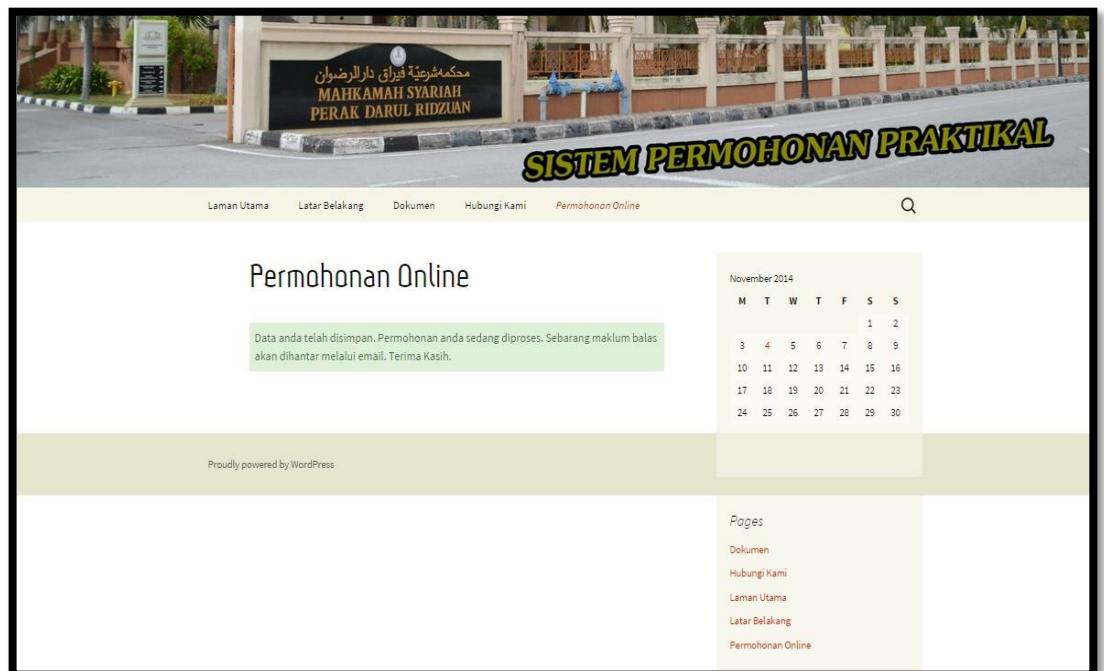 محكمه شرعيّة فيراق دارالرضوان
MAHKAMAH SYARIAH
PERAK DARUL RIDZUAN
SISTEM PERMOHONAN PRAKTIKAL
Laman Utama Latar Belakang Dokumen Hubungi Kami Permohonan Online
Permohonan Online
Data anda telah disimpan. Permohonan anda sedang diproses. Sebarang maklum balas
akan dihantar melalui email. Terima Kasih.
November 2014
M T W T F S S
1 2
3 4 5 6 7 8 9
10 11 12 13 14 15 16
17 18 19 20 21 22 23
24 25 26 27 28 29 30
Proudly powered by WordPress
Pages
Dokumen
Hubungi Kami
Laman Utama
Latar Belakang
Permohonan Online